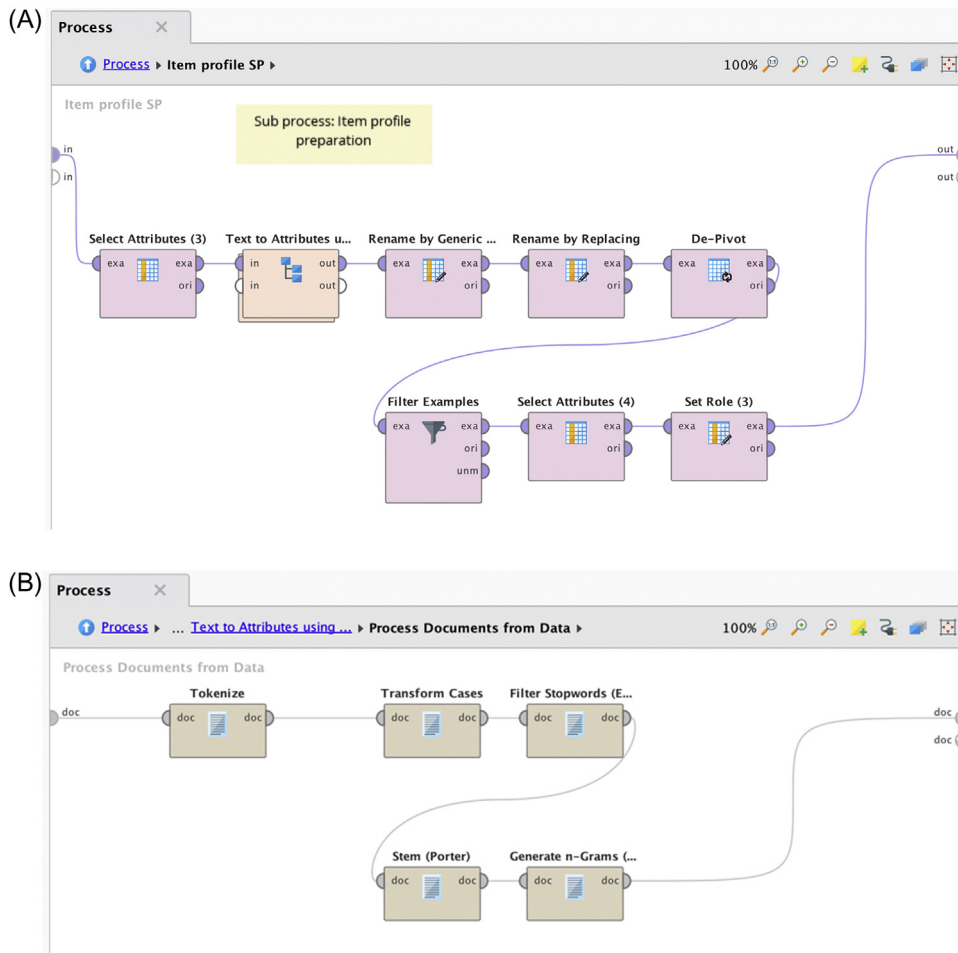 (A)
Process
Process ▸ Item profile SP ▸ 100%
Item profile SP
Sub process: Item profile
preparation
in
in
out
out
Select Attributes (3) Text to Attributes u... Rename by Generic ... Rename by Replacing De-Pivot
exa exa in out exa exa exa exa exa exa
ori in out ori ori ori
Filter Examples Select Attributes (4) Set Role (3)
exa exa exa exa exa exa
ori ori ori
unm
(B)
Process
Process ▸ ... Text to Attributes using ... ▸ Process Documents from Data ▸ 100%
Process Documents from Data
Tokenize Transform Cases Filter Stopwords (E...
doc doc doc doc doc doc doc doc
doc
Stem (Porter) Generate n-Grams (...
doc doc doc doc